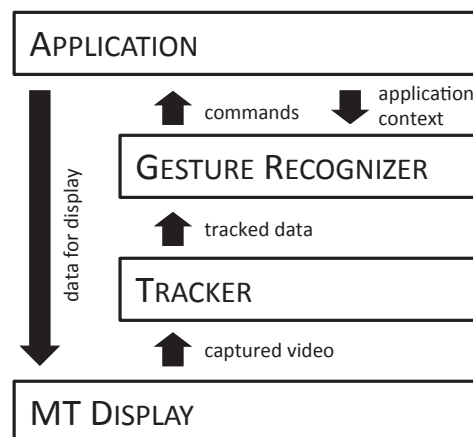 APPLICATION
commands
application
context
GESTURE RECOGNIZER
data for display
tracked data
TRACKER
captured video
MT DISPLAY